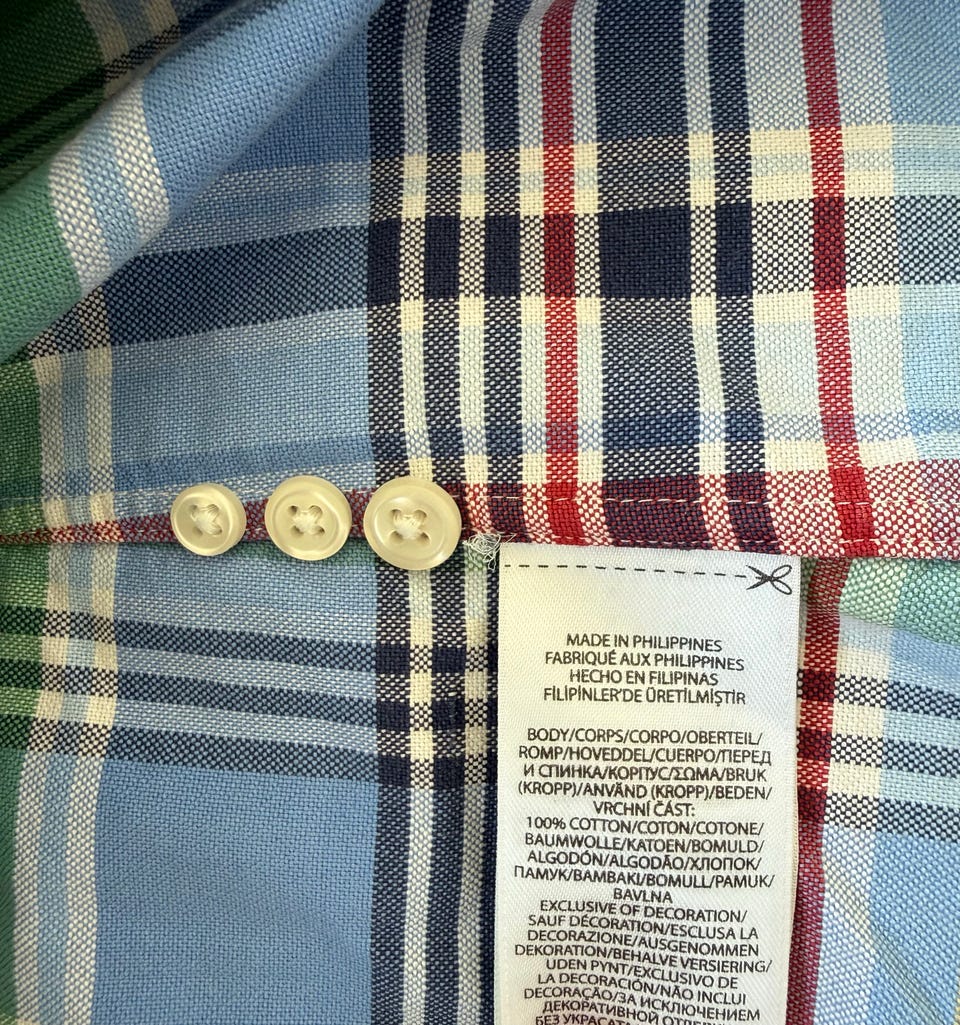 MADE IN PHILIPPINES
FABRIQUÉ AUX PHILIPPINES
HECHO EN FILIPINAS
FİLİPİNLER'DE ÜRETİLMİŞTİR
BODY/CORPS/CORPO/OBERTEIL/
ROMP/HOVEDDEL/CUERPO/ПЕРЕД
И СПИНКА/КОРПУС/ΣΩΜΑ/BRUK
(KROPP)/ANVÄND (KROPP)/BEDEN/
VRCHNÍ ČÁST:
100% COTTON/COTON/COTONE/
BAUMWOLLE/KATOEN/BOMULD/
ALGODÓN/ALGODÃO/ХЛОПОК/
ПАМУК/ΒΑΜΒΑΚΙ/BOMULL/PAMUK/
BAVLNA
EXCLUSIVE OF DECORATION/
SAUF DÉCORATION/ESCLUSA LA
DECORAZIONE/AUSGENOMMEN
DEKORATION/BEHALVE VERSIERING/
UDEN PYNT/EXCLUSIVO DE
LA DECORACIÓN/NÃO INCLUI
DECORAÇÃO/ЗА ИСКЛЮЧЕНИЕМ
ДЕКОРАТИВНОЙ
БЕЗ